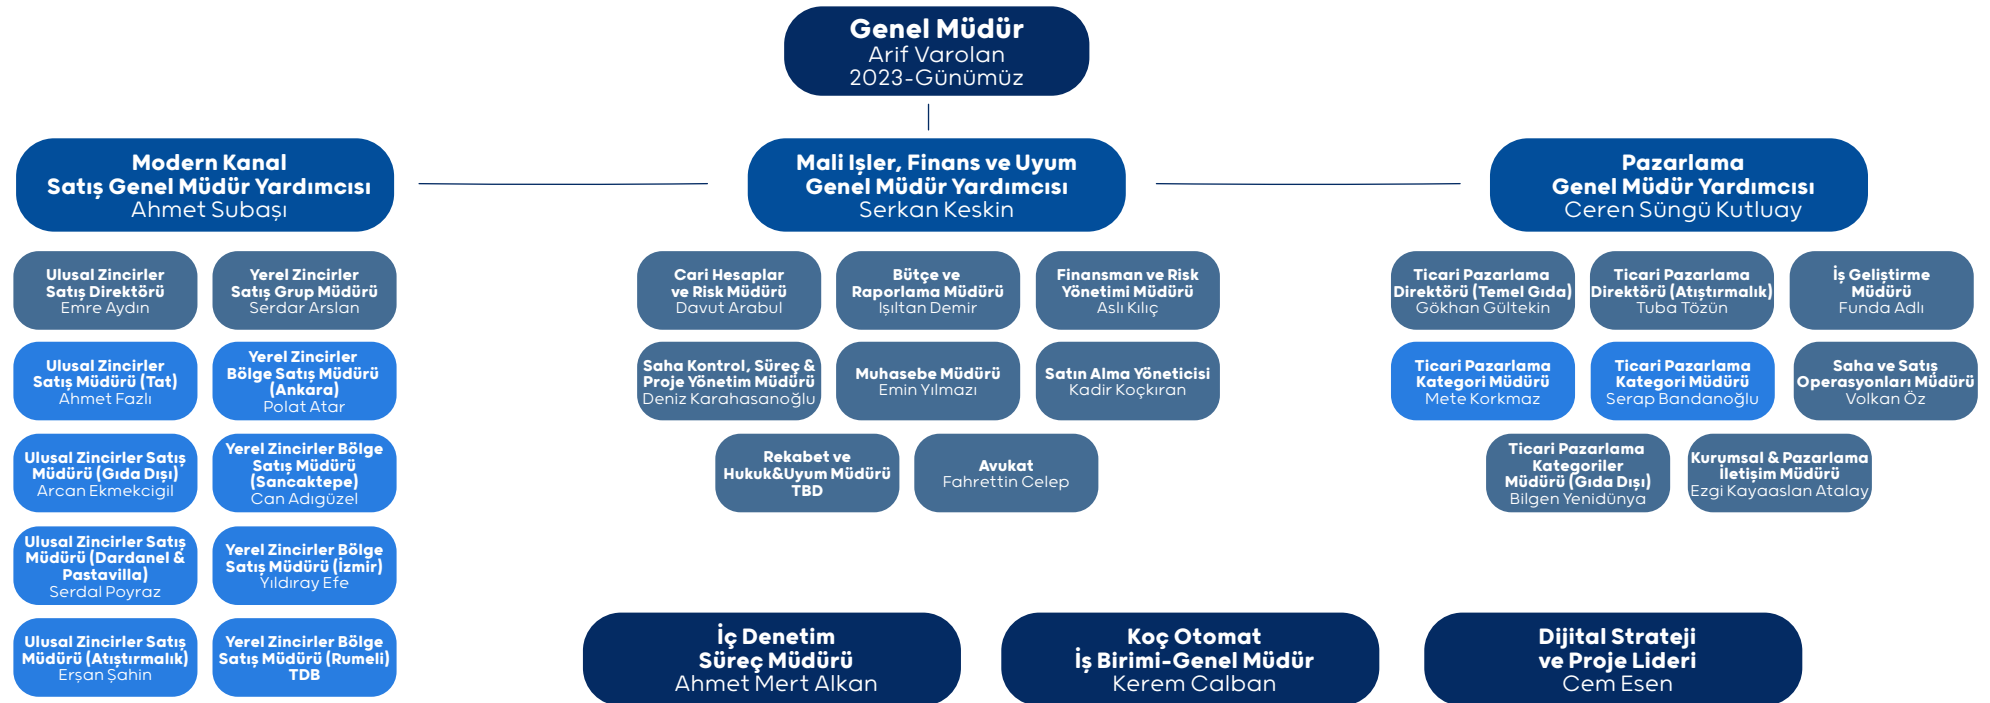 Genel Müdür
Arif Varolan
2023-Günümüz
Modern Kanal
Satış Genel Müdür Yardımcısı
Ahmet Subaşı
Mali Işler, Finans ve Uyum
Genel Müdür Yardımcısı
Serkan Keskin
Pazarlama
Genel Müdür Yardımcısı
Ceren Süngü Kutluay
Ulusal Zincirler
Satış Direktörü
Emre Aydın
Yerel Zincirler
Satış Grup Müdürü
Serdar Arslan
Ulusal Zincirler
Satış Müdürü (Tat)
Ahmet Fazlı
Yerel Zincirler
Bölge Satış Müdürü
(Ankara)
Polat Atar
Ulusal Zincirler Satış
Müdürü (Gıda Dışı)
Arcan Ekmekcigil
Yerel Zincirler Bölge
Satış Müdürü
(Sancaktepe)
Can Adıgüzel
Ulusal Zincirler Satış
Müdürü (Dardanel &
Pastavilla)
Serdal Poyraz
Yerel Zincirler Bölge
Satış Müdürü (İzmir)
Yıldıray Efe
Ulusal Zincirler Satış
Müdürü (Atıştırmalık)
Erşan Şahin
Yerel Zincirler Bölge
Satış Müdürü (Rumeli)
TDB
Cari Hesaplar
ve Risk Müdürü
Davut Arabul
Bütçe ve
Raporlama Müdürü
Işıltan Demir
Finansman ve Risk
Yönetimi Müdürü
Aslı Kılıç
Saha Kontrol, Süreç &
Proje Yönetim Müdürü
Deniz Karahasanoğlu
Muhasebe Müdürü
Emin Yılmazı
Satın Alma Yöneticisi
Kadir Koçkıran
Rekabet ve
Hukuk&Uyum Müdürü
TBD
Avukat
Fahrettin Celep
Ticari Pazarlama
Direktörü (Temel Gıda)
Gökhan Gültekin
Ticari Pazarlama
Direktörü (Atıştırmalık)
Tuba Tözün
İş Geliştirme
Müdürü
Funda Adlı
Ticari Pazarlama
Kategori Müdürü
Mete Korkmaz
Ticari Pazarlama
Kategori Müdürü
Serap Bandanoğlu
Saha ve Satış
Operasyonları Müdürü
Volkan Öz
Ticari Pazarlama
Kategoriler
Müdürü (Gıda Dışı)
Bilgen Yenidünya
Kurumsal & Pazarlama
İletişim Müdürü
Ezgi Kayaaslan Atalay
İç Denetim
Süreç Müdürü
Ahmet Mert Alkan
Koç Otomat
İş Birimi-Genel Müdür
Kerem Calban
Dijital Strateji
ve Proje Lideri
Cem Esen